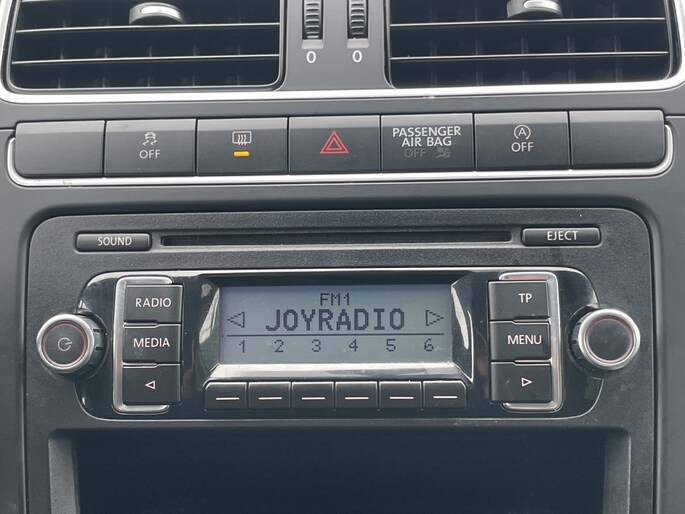 0 0
OFF
PASSENGER
AIR BAG
OFF
A
OFF
SOUND
EJECT
RADIO
MEDIA
FM1
JOYRADIO
1 2 3 4 5 6
TP
MENU